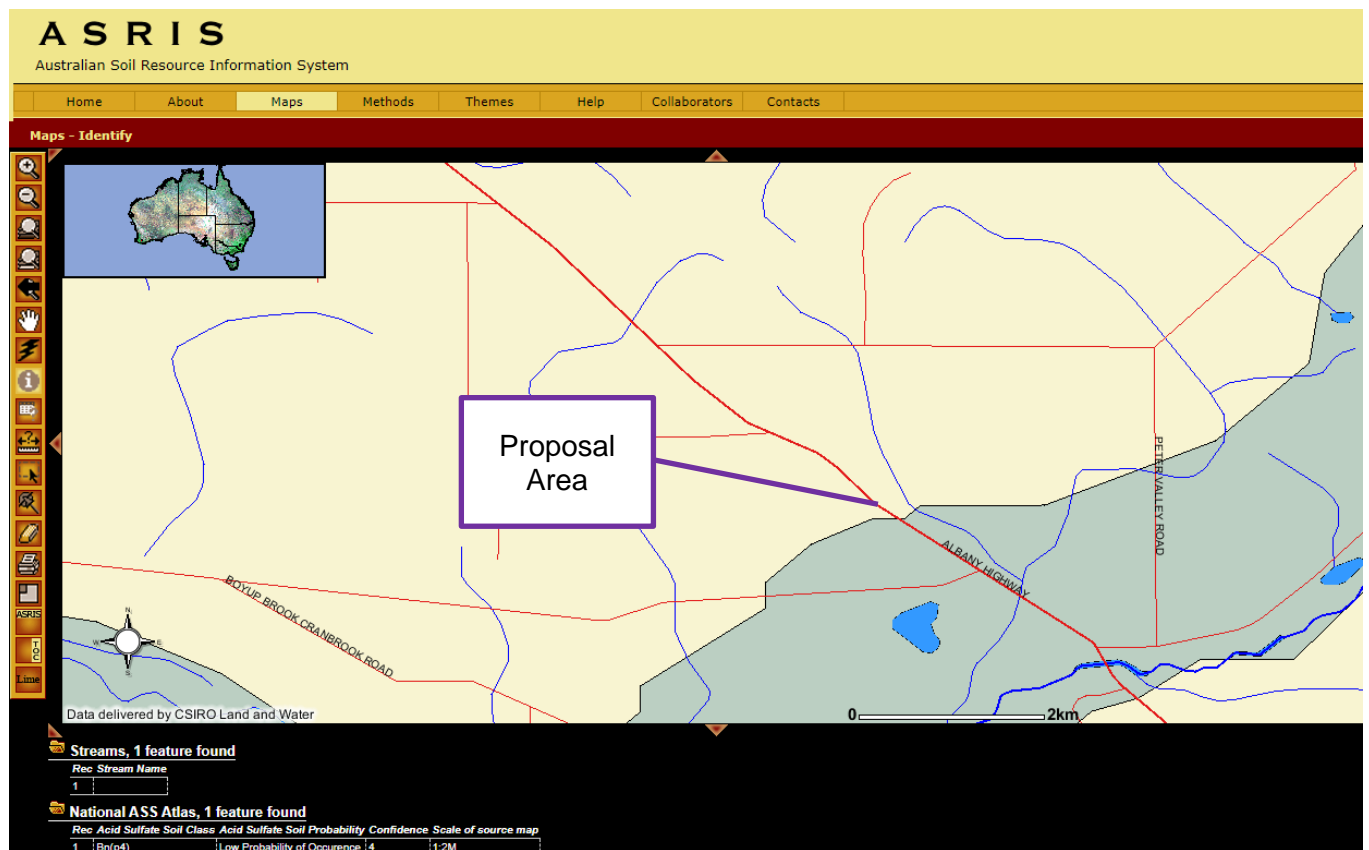 ASRIS
Australian Soil Resource Information System
Home About Maps Methods Themes Help Collaborators Contacts
Maps - Identify
Proposal
Area
PETER VALLEY ROAD
ALBANY HIGHWAY
BOYUP BROOK CRANBROOK ROAD
N
W
E
S
ASRIS
TOC
Lime
Data delivered by CSIRO Land and Water
0 2km
Streams, 1 feature found
Rec Stream Name
1
National ASS Atlas, 1 feature found
Rec Acid Sulfate Soil Class Acid Sulfate Soil Probability Confidence Scale of source map
1 Bn(p4) Low Probability of Occurence 4 1:2M